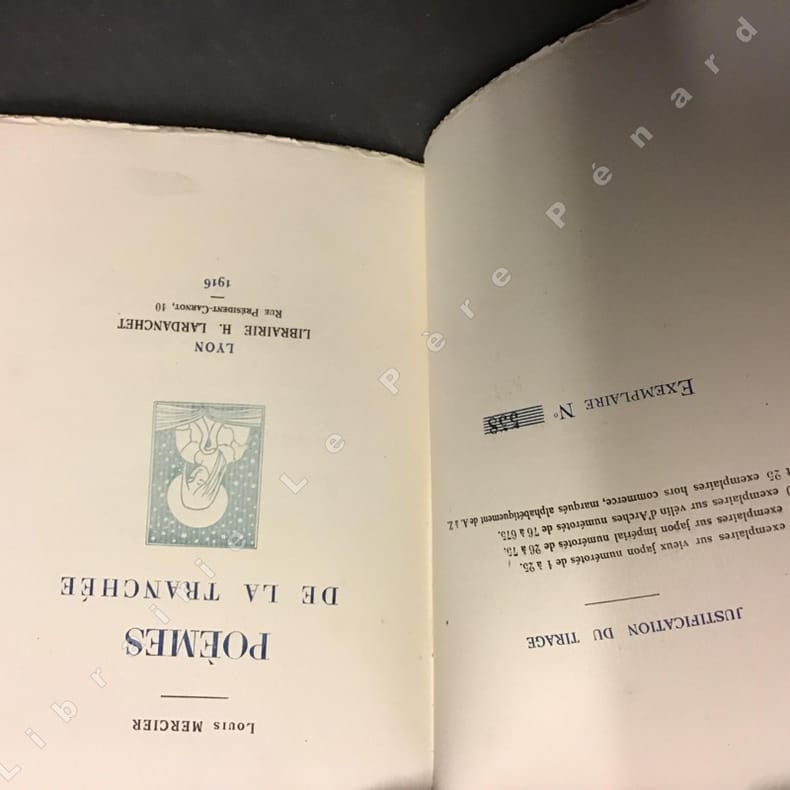 JUSTIFICATION DU TIRAGE
exemplaires sur vieux japon numérotés de 1 à 25.
exemplaires sur japon impérial numérotés de 26 à 75.
exemplaires sur vélin d'Arches numérotés de 76 à 675.
25 exemplaires hors commerce, marqués alphabétiquement de A à Z
EXEMPLAIRE N°
Louis MERCIER
POÈMES
DE LA TRANCHÉE
LYON
LIBRAIRIE H. LARDANCHET
RUE PRÉSIDENT-CARNOT, 10
1916
Librairie Le Père Pénard